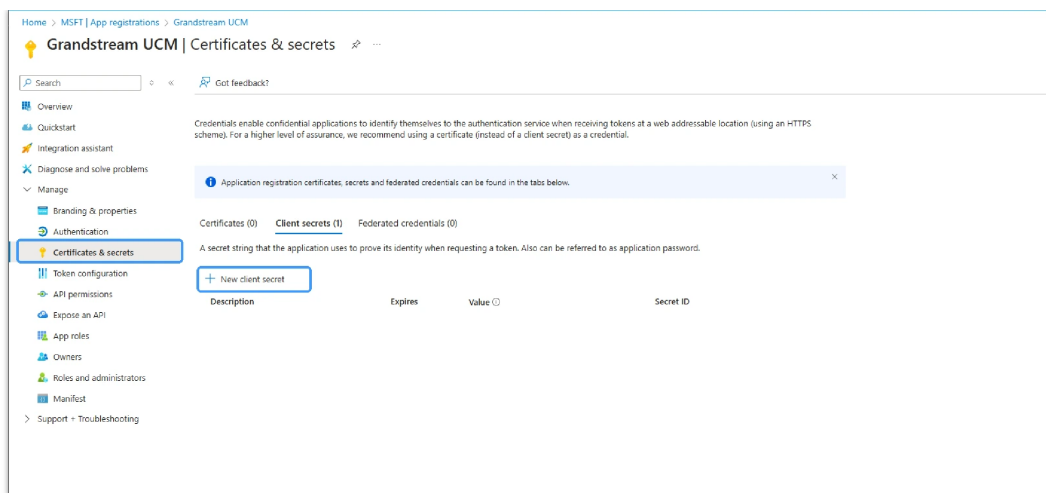 Home > MSFT | App registrations > Grandstream UCM
Grandstream UCM | Certificates & secrets
Search
Got feedback?
Overview
Quickstart
Integration assistant
Diagnose and solve problems
Manage
Branding & properties
Authentication
Certificates & secrets
Token configuration
API permissions
Expose an API
App roles
Owners
Roles and administrators
Manifest
Support + Troubleshooting
Credentials enable confidential applications to identify themselves to the authentication service when receiving tokens at a web addressable location (using an HTTPS
scheme). For a higher level of assurance, we recommend using a certificate (instead of a client secret) as a credential.
Application registration certificates, secrets and federated credentials can be found in the tabs below.
Certificates (0) Client secrets (1) Federated credentials (0)
A secret string that the application uses to prove its identity when requesting a token. Also can be referred to as application password.
New client secret
Description Expires Value Secret ID